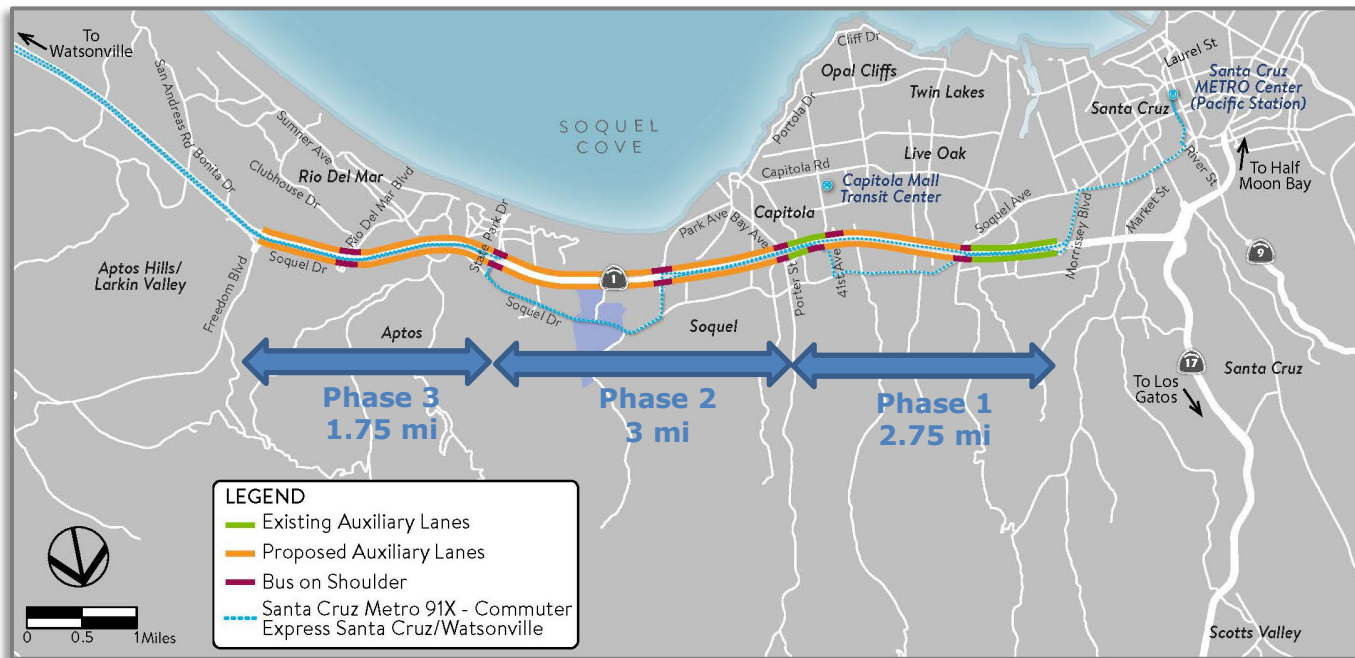 To
Watsonville
San Andreas Rd
Bonita Dr
Sumner Ave
Clubhouse Dr
Rio Del Mar
Rio Del Mar Blvd
State Park Dr
Soquel Dr
Freedom Blvd
Aptos Hills/
Larkin Valley
Aptos
Soquel Dr
SOQUEL
COVE
1
Soquel
Park Ave
Bay Ave
Capitola
Porter St
41st Ave
Cliff Dr
Opal Cliffs
Portola Dr
Twin Lakes
Live Oak
Capitola Rd
Capitola Mall
Transit Center
Soquel Ave
Morrissey Blvd
Market St
River St
Laurel St
Santa Cruz
Santa Cruz
METRO Center
(Pacific Station)
To Half
Moon Bay
9
17
To Los
Gatos
Santa Cruz
Scotts Valley
Phase 3
1.75 mi
Phase 2
3 mi
Phase 1
2.75 mi
LEGEND
Existing Auxiliary Lanes
Proposed Auxiliary Lanes
Bus on Shoulder
Santa Cruz Metro 91X - Commuter
Express Santa Cruz/Watsonville
0 0.5 1 Miles